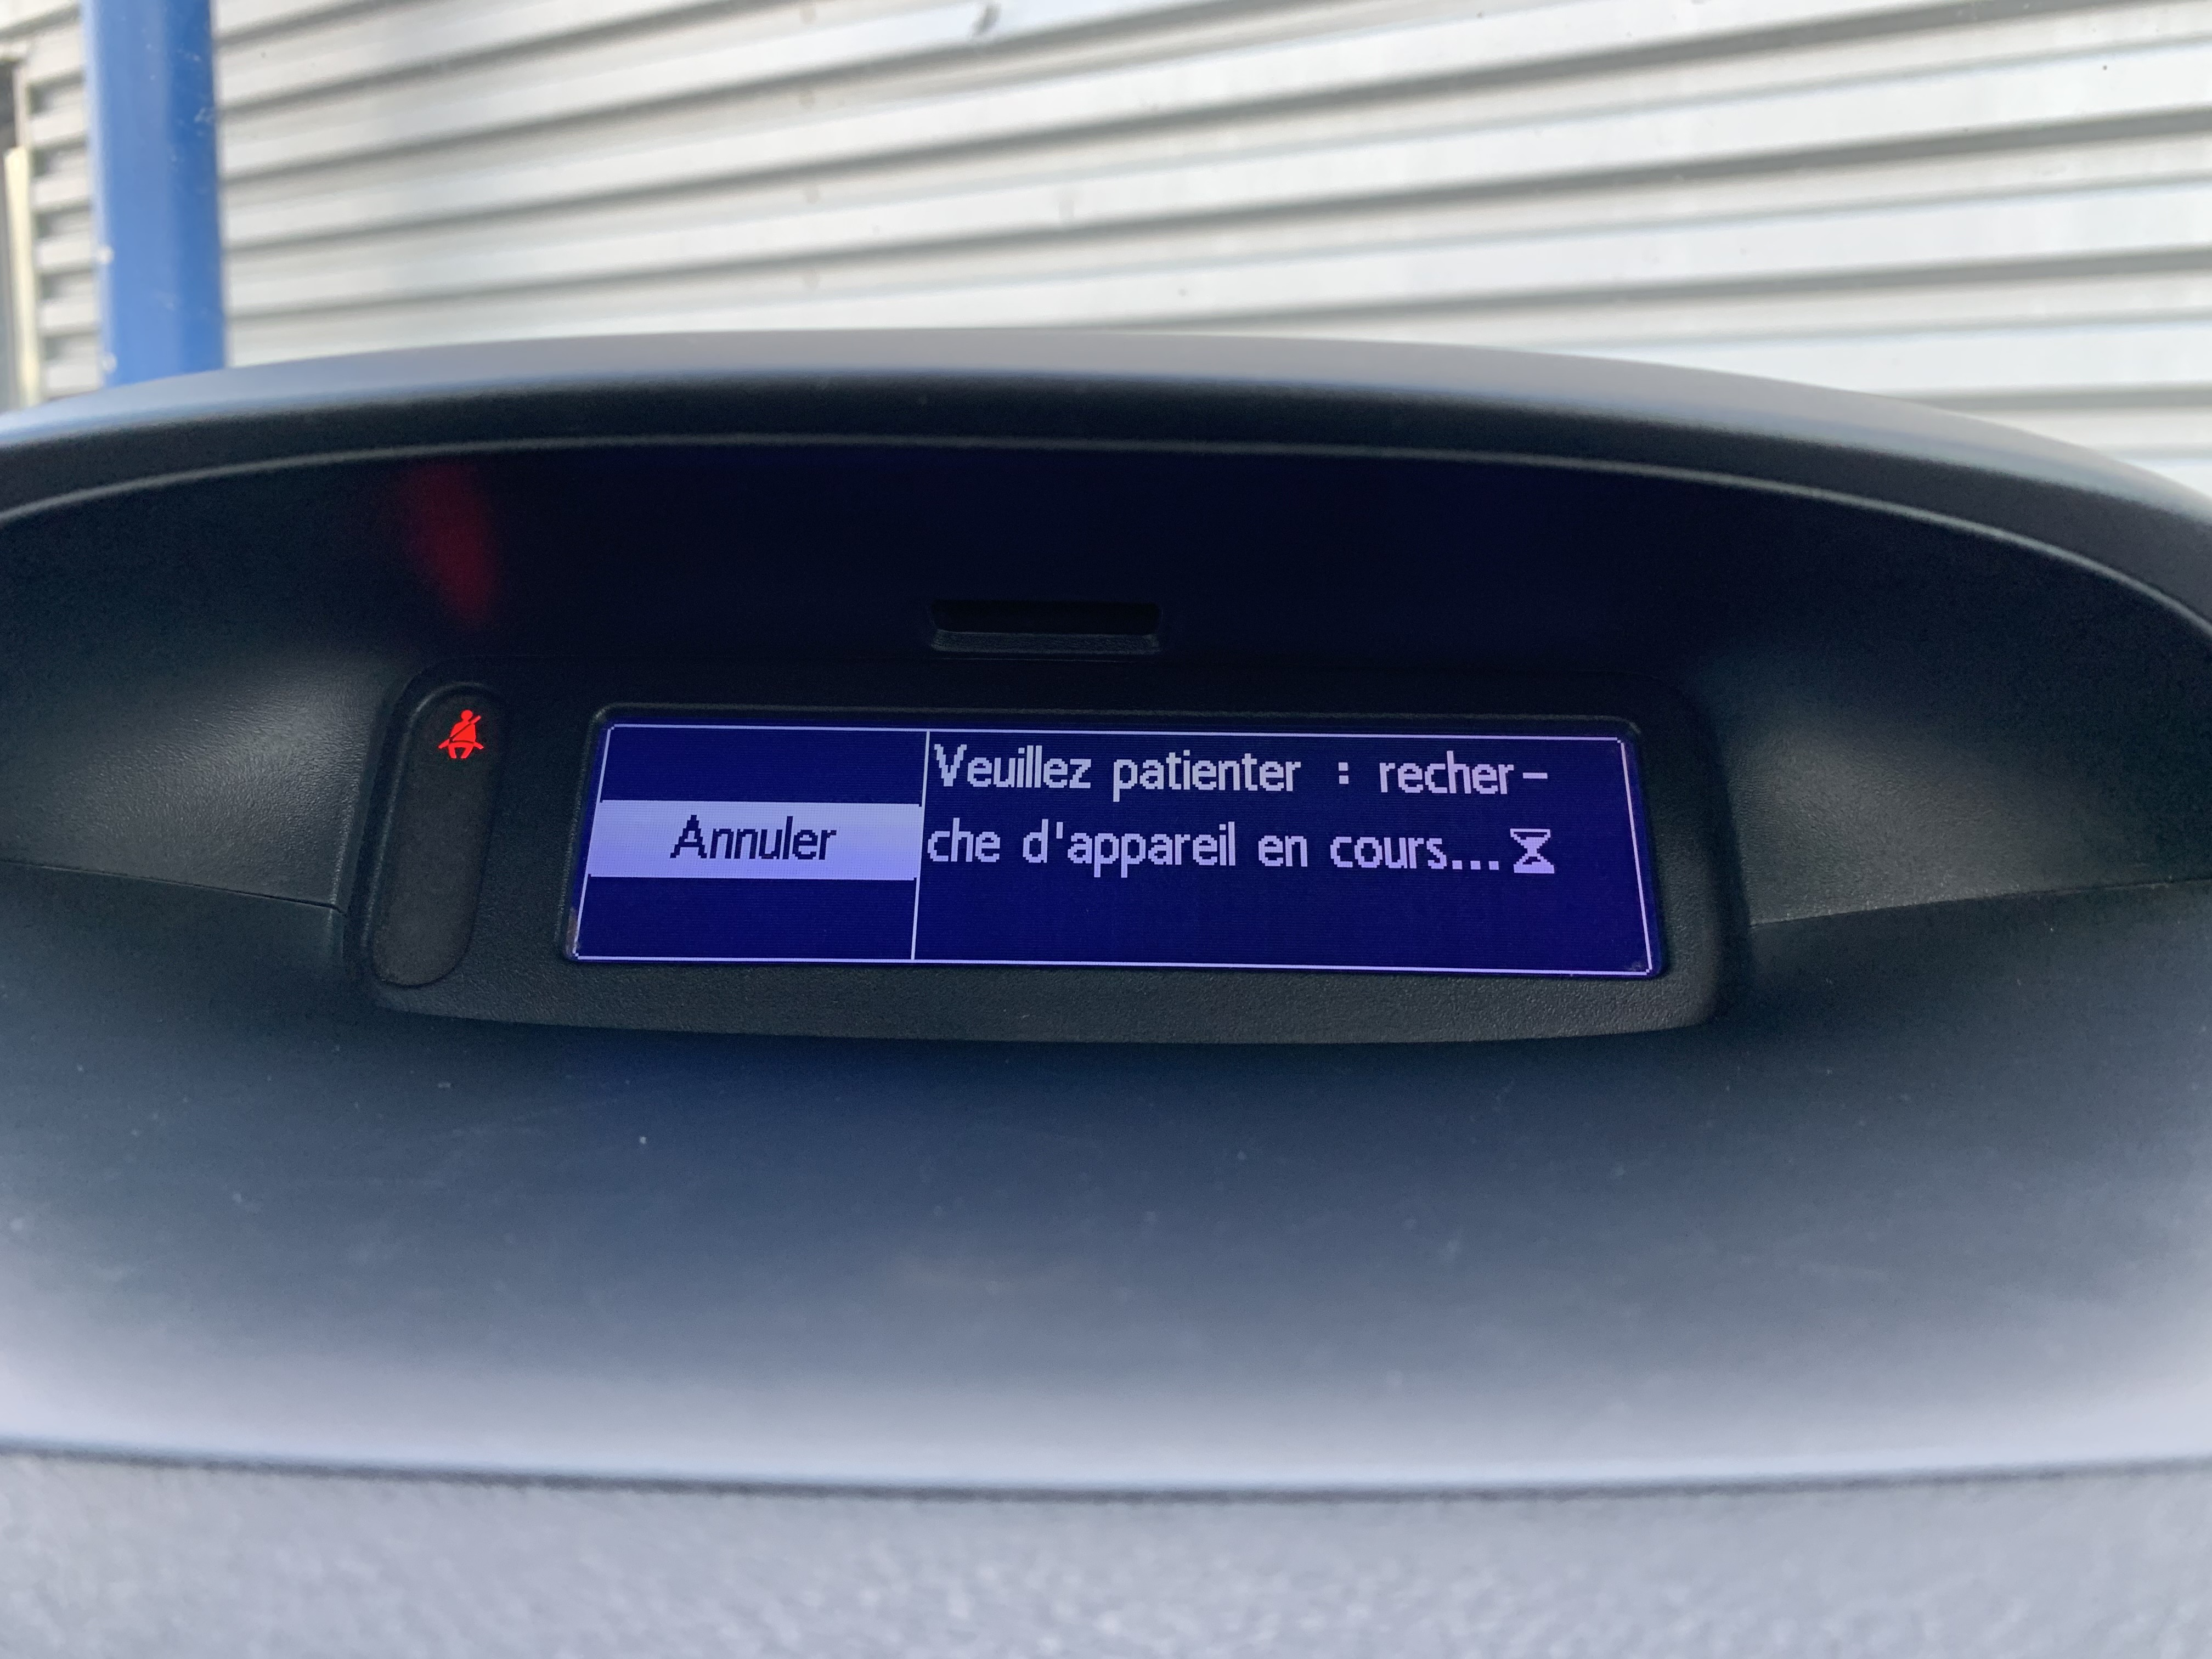 Annuler
Veuillez patienter : recher-
che d'appareil en cours...